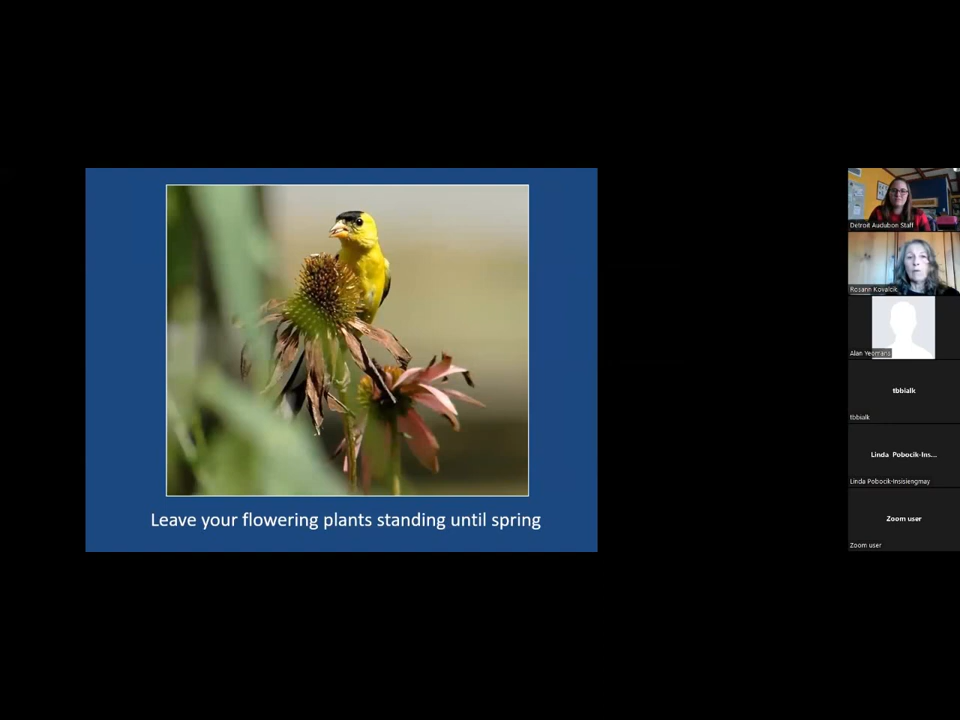 Leave your flowering plants standing until spring
Detroit Audubon Staff
Rosann Kovalcik
Alan Yeomans
tbbialk
tbbialk
Linda Pobocik-Ins...
Linda Pobocik-Insisiengmay
Zoom user
Zoom user